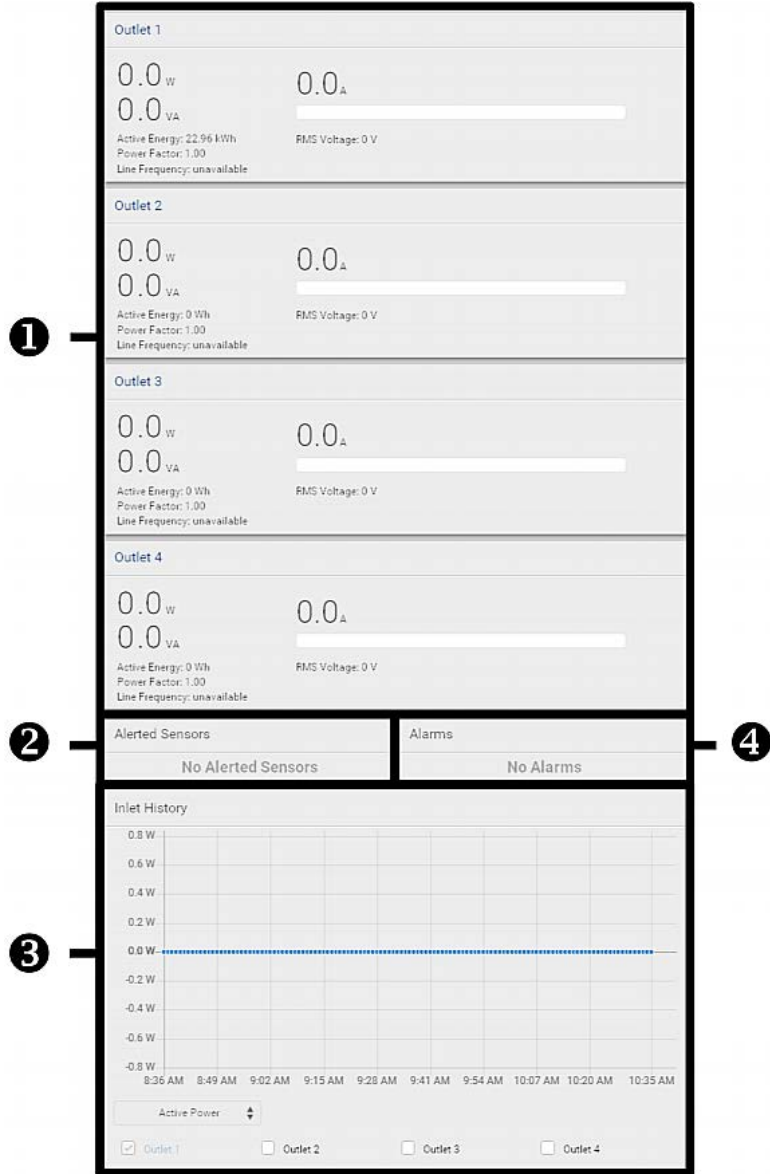 Outlet 1
0.0 W
0.0 VA
0.0 A
Active Energy: 22.96 kWh
Power Factor: 1.00
Line Frequency: unavailable
RMS Voltage: 0 V
Outlet 2
0.0 W
0.0 VA
0.0 A
Active Energy: 0 Wh
Power Factor: 1.00
Line Frequency: unavailable
RMS Voltage: 0 V
1
Outlet 3
0.0 W
0.0 VA
0.0 A
Active Energy: 0 Wh
Power Factor: 1.00
Line Frequency: unavailable
RMS Voltage: 0 V
Outlet 4
0.0 W
0.0 VA
0.0 A
Active Energy: 0 Wh
Power Factor: 1.00
Line Frequency: unavailable
RMS Voltage: 0 V
2
Alerted Sensors
No Alerted Sensors
Alarms
No Alarms
4
Inlet History
0.8 W
0.6 W
0.4 W
0.2 W
0.0 W
-0.2 W
-0.4 W
-0.6 W
-0.8 W
3
8:36 AM 8:49 AM 9:02 AM 9:15 AM 9:28 AM 9:41 AM 9:54 AM 10:07 AM 10:20 AM 10:35 AM
Active Power
Outlet 1 Outlet 2 Outlet 3 Outlet 4